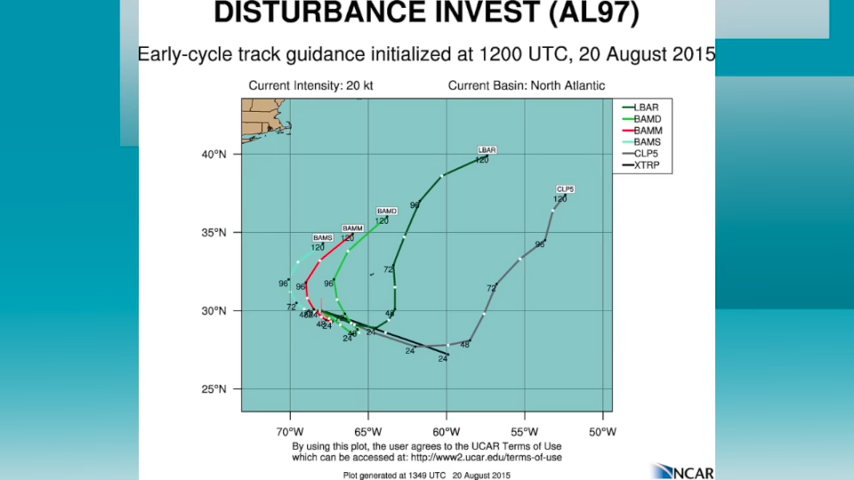 DISTURBANCE INVEST (AL97)
Early-cycle track guidance initialized at 1200 UTC, 20 August 2015
Current Intensity: 20 kt Current Basin: North Atlantic
LBAR
BAMD
BAMM
BAMS
CLP5
XTRP
40°N
35°N
30°N
25°N
LBAR
120
CLP5
120
BAMD
120
BAMM
120
BAMS
120
96
96
72
96
96
96
72
72
48
48
24
24
24
24
48
70°W 65°W 60°W 55°W 50°W
By using this plot, the user agrees to the UCAR Terms of Use
which can be accessed at: http://www2.ucar.edu/terms-of-use
Plot generated at 1349 UTC 20 August 2015
NCAR